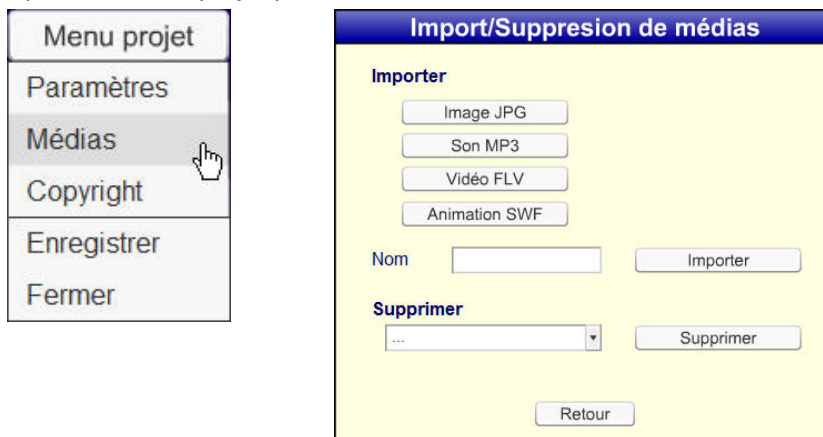 Menu projet
Paramètres
Médias
Copyright
Enregistrer
Fermer
Import/Suppresion de médias
Importer
Image JPG
Son MP3
Vidéo FLV
Animation SWF
Nom Importer
Supprimer
... Supprimer
Retour